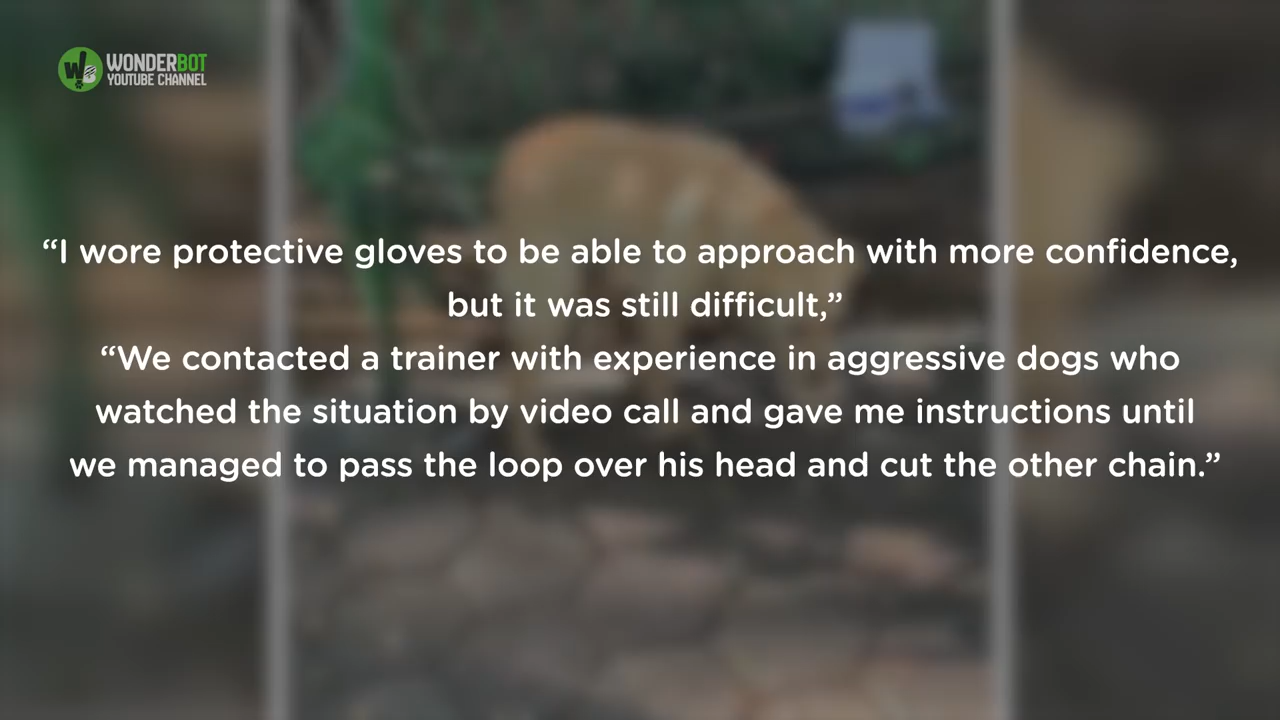 WONDERBOT
YOUTUBE CHANNEL
“I wore protective gloves to be able to approach with more confidence,
but it was still difficult,”
“We contacted a trainer with experience in aggressive dogs who
watched the situation by video call and gave me instructions until
we managed to pass the loop over his head and cut the other chain.”